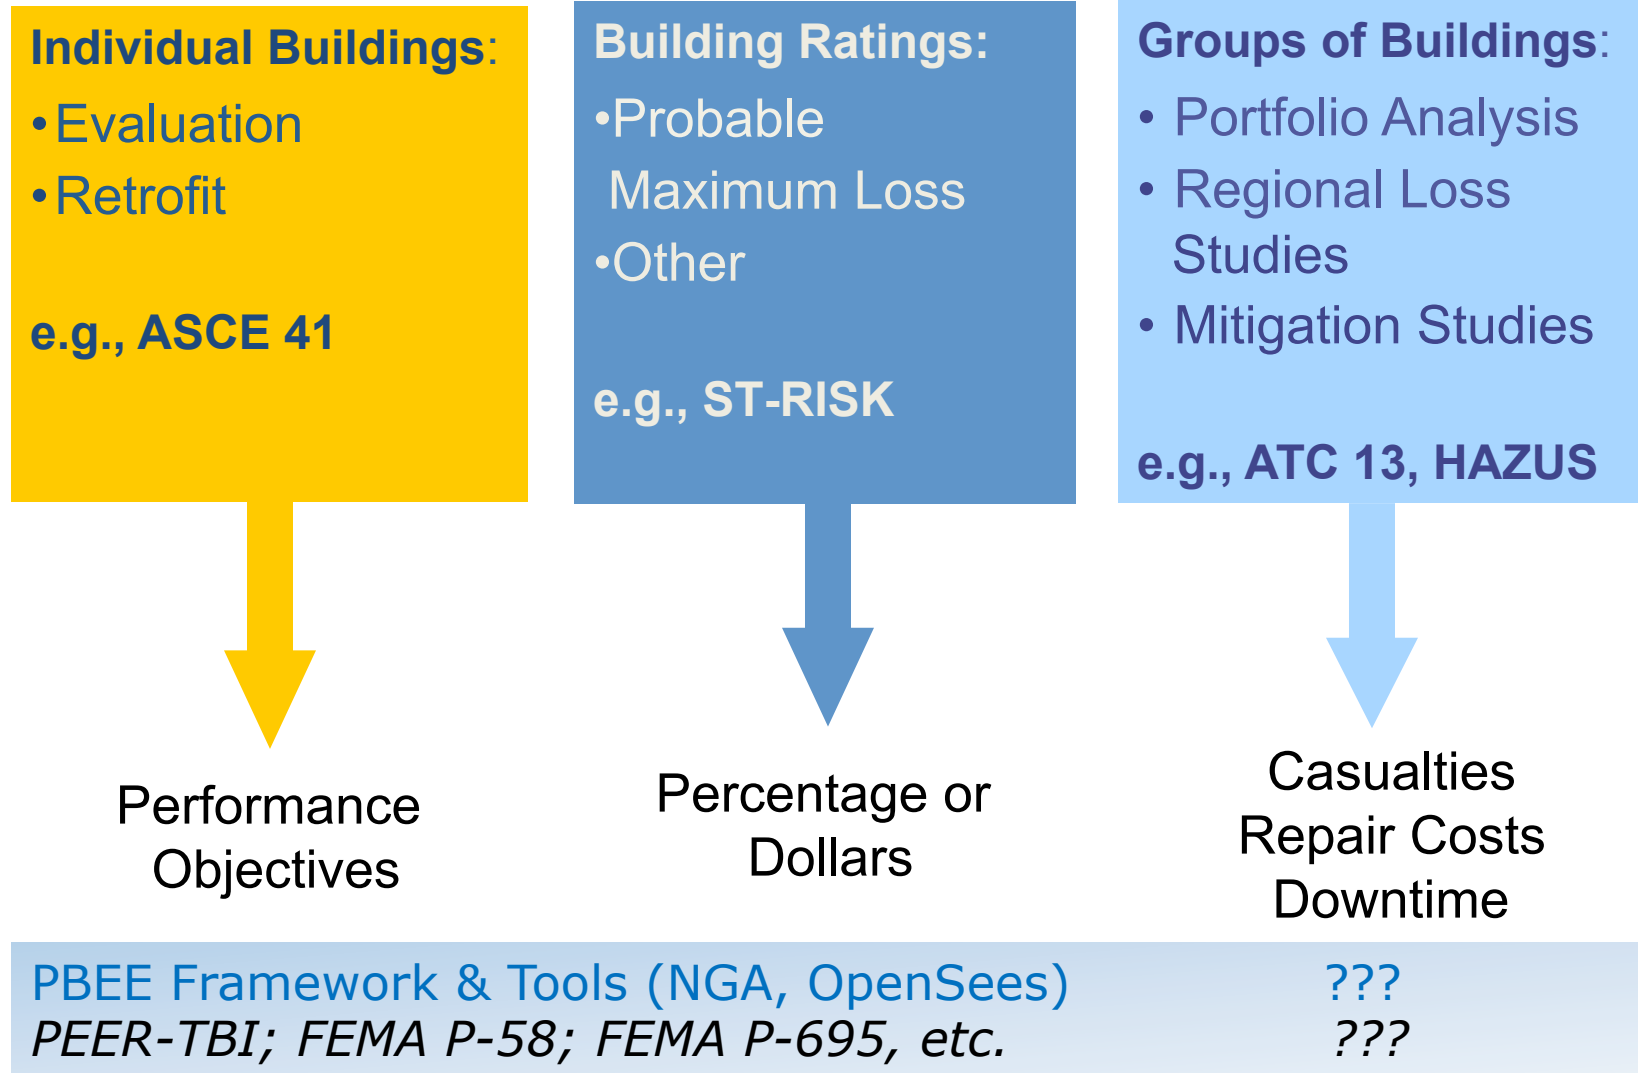 Individual Buildings:
•Evaluation
•Retrofit
e.g., ASCE 41
Building Ratings:
•Probable
Maximum Loss
•Other
e.g., ST-RISK
Groups of Buildings:
• Portfolio Analysis
• Regional Loss
Studies
• Mitigation Studies
e.g., ATC 13, HAZUS
Performance
Objectives
Percentage or
Dollars
Casualties
Repair Costs
Downtime
PBEE Framework & Tools (NGA, OpenSees) ???
PEER-TBI; FEMA P-58; FEMA P-695, etc. ???